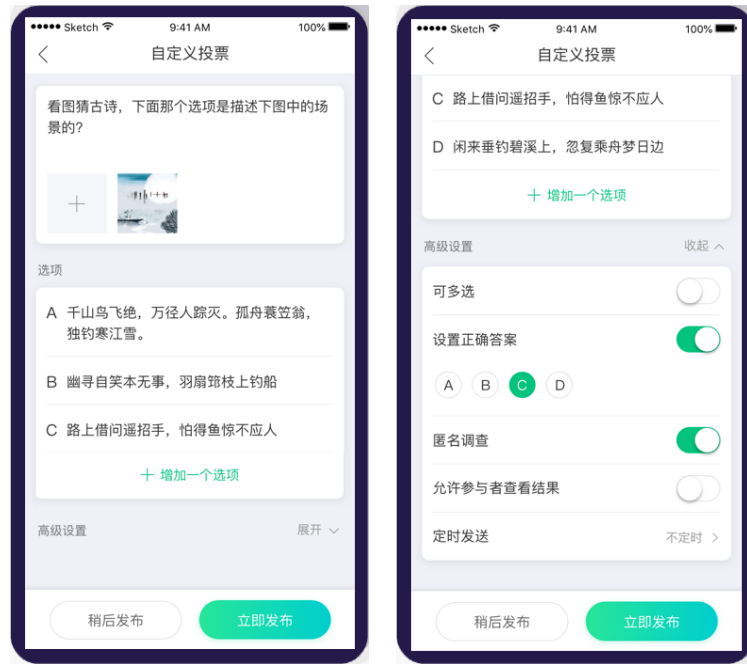 Sketch 9:41 AM 100%
自定义投票
看图猜古诗，下面那个选项是描述下图中的场
景的?
选项
A 千山鸟飞绝，万径人踪灭。孤舟蓑笠翁，
独钓寒江雪。
B 幽寻自笑本无事，羽扇筇枝上钓船
C 路上借问遥招手，怕得鱼惊不应人
＋ 增加一个选项
高级设置 展开
稍后发布 立即发布
Sketch 9:41 AM 100%
自定义投票
C 路上借问遥招手，怕得鱼惊不应人
D 闲来垂钓碧溪上，忽复乘舟梦日边
＋ 增加一个选项
高级设置 收起
可多选
设置正确答案
A B C D
匿名调查
允许参与者查看结果
定时发送 不定时
稍后发布 立即发布